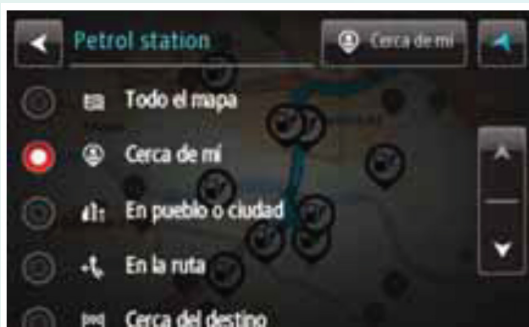 Petrol station Cerca de mí
Todo el mapa
Cerca de mí
En pueblo o ciudad
En la ruta
Cerca del destino